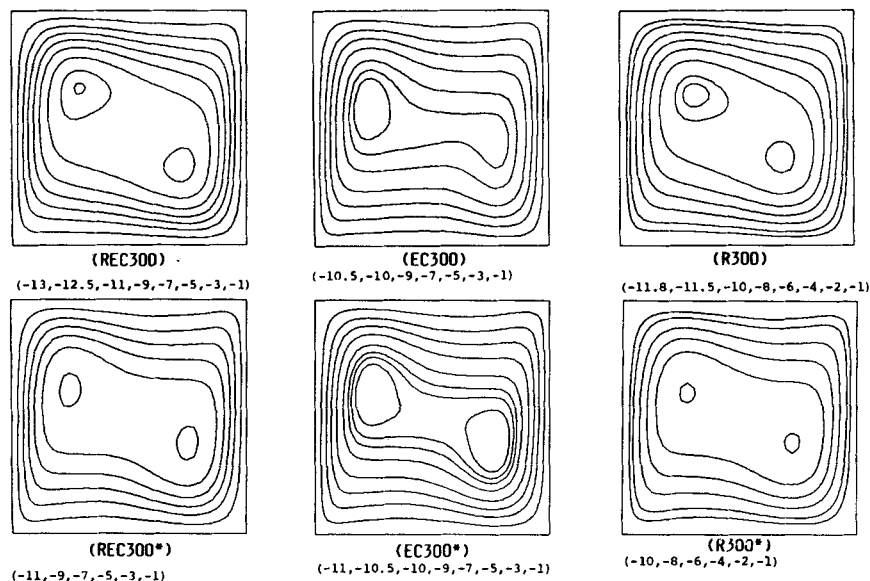 (REC300)
(-13,-12.5,-11,-9,-7,-5,-3,-1)
(EC300)
(-10.5,-10,-9,-7,-5,-3,-1)
(R300)
(-11.8,-11.5,-10,-8,-6,-4,-2,-1)
(REC300*)
(-11,-9,-7,-5,-3,-1)
(EC300*)
(-11,-10.5,-10,-9,-7,-5,-3,-1)
(R300*)
(-10,-8,-6,-4,-2,-1)